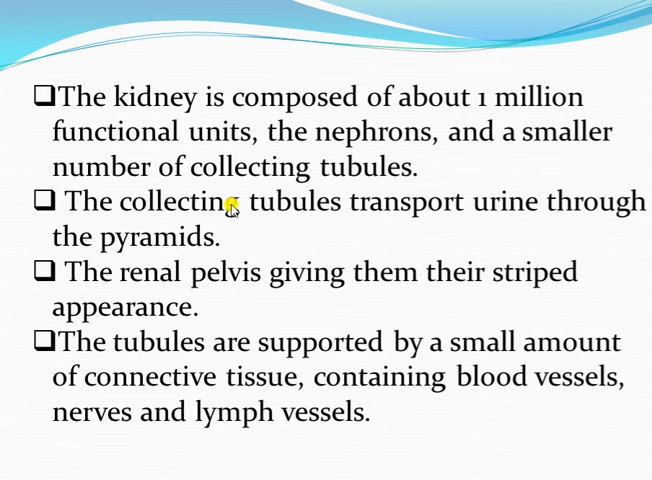 ❑The kidney is composed of about 1 million
functional units, the nephrons, and a smaller
number of collecting tubules.
❑ The collecting tubules transport urine through
the pyramids.
❑ The renal pelvis giving them their striped
appearance.
❑The tubules are supported by a small amount
of connective tissue, containing blood vessels,
nerves and lymph vessels.